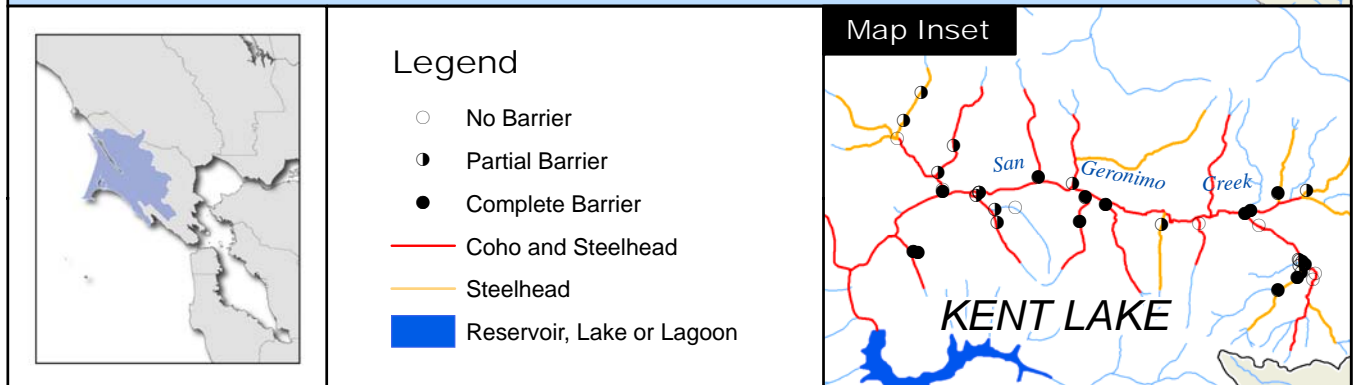 Legend
No Barrier
Partial Barrier
Complete Barrier
Coho and Steelhead
Steelhead
Reservoir, Lake or Lagoon
Map Inset
San Geronimo Creek
KENT LAKE